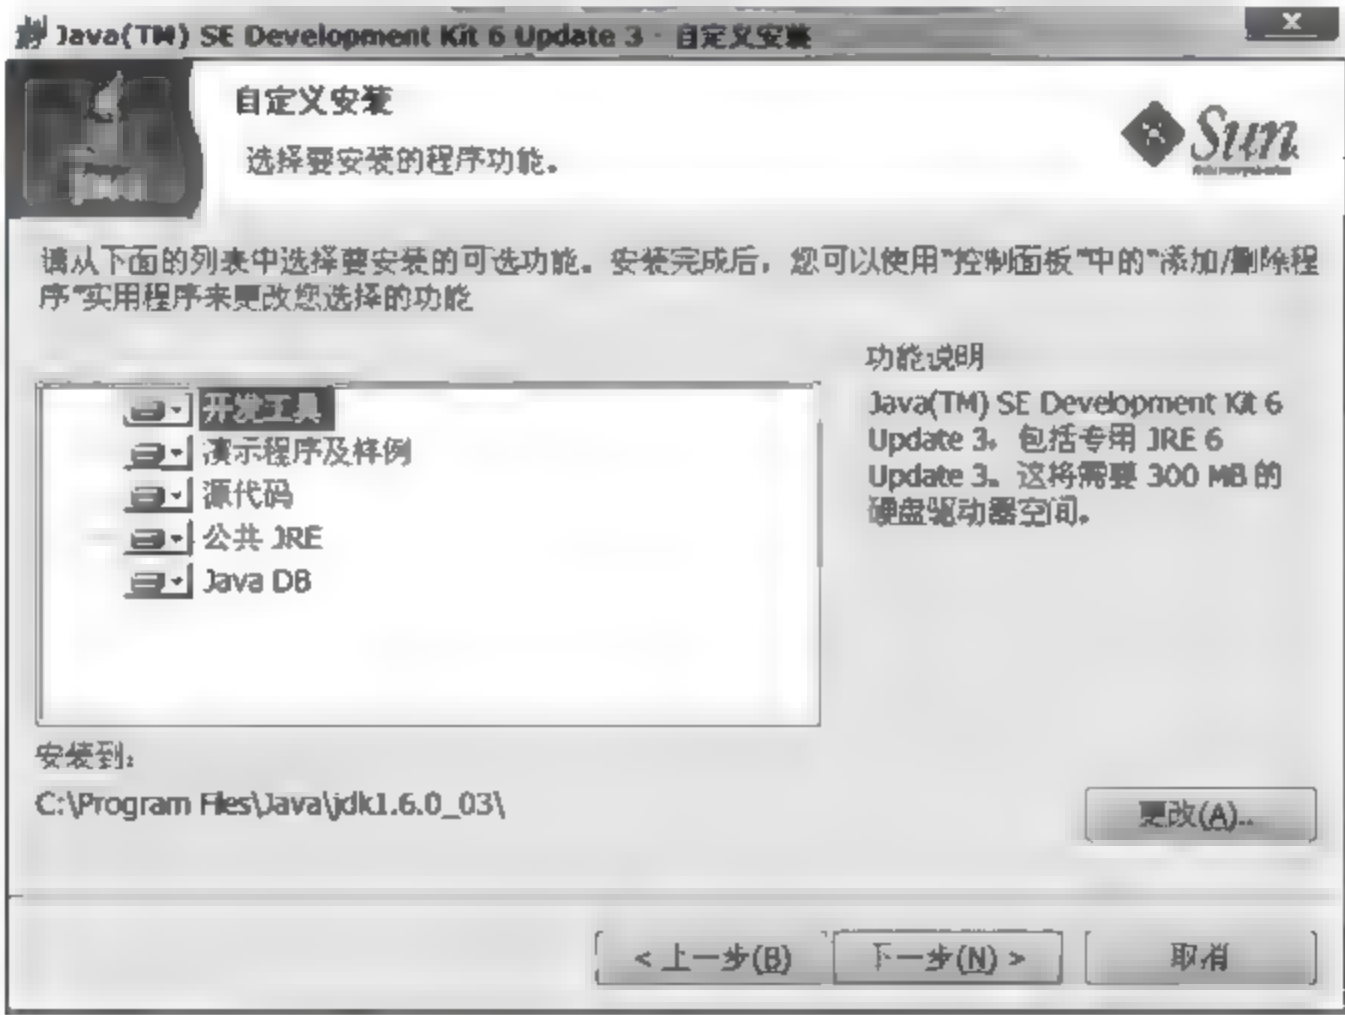 Java(TM) SE Development Kit 6 Update 3 - 自定义安装
自定义安装
选择要安装的程序功能。
Sun
请从下面的列表中选择要安装的可选功能。安装完成后，您可以使用"控制面板"中的"添加/删除程
序"实用程序来更改您选择的功能
功能说明
开发工具
演示程序及样例
源代码
公共 JRE
Java DB
Java(TM) SE Development Kit 6
Update 3，包括专用 JRE 6
Update 3。这将需要 300 MB 的
硬盘驱动器空间。
安装到：
C:\Program Files\Java\jdk1.6.0_03\
更改(A)...
< 上一步(B)
下一步(N) >
取消